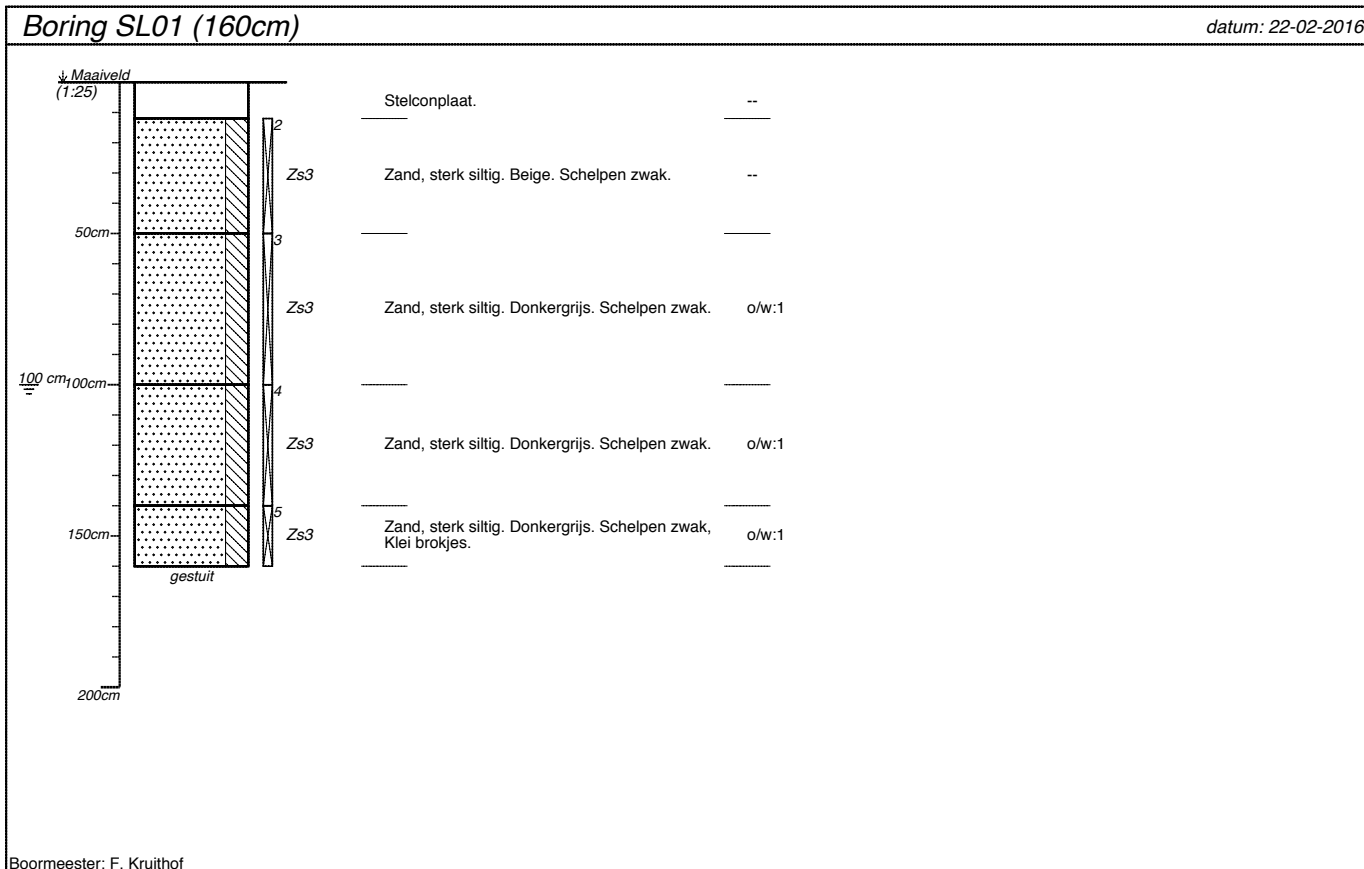 Boring SL01 (160cm)
datum: 22-02-2016
Maaiveld
(1:25)
Stelconplaat. --
2
Zs3 Zand, sterk siltig. Beige. Schelpen zwak. --
50cm
3
Zs3 Zand, sterk siltig. Donkergrijs. Schelpen zwak. o/w:1
100 cm 100cm
4
Zs3 Zand, sterk siltig. Donkergrijs. Schelpen zwak. o/w:1
5
150cm Zs3 Zand, sterk siltig. Donkergrijs. Schelpen zwak, o/w:1
Klei brokjes.
gestuit
200cm
Boormeester: F. Kruithof